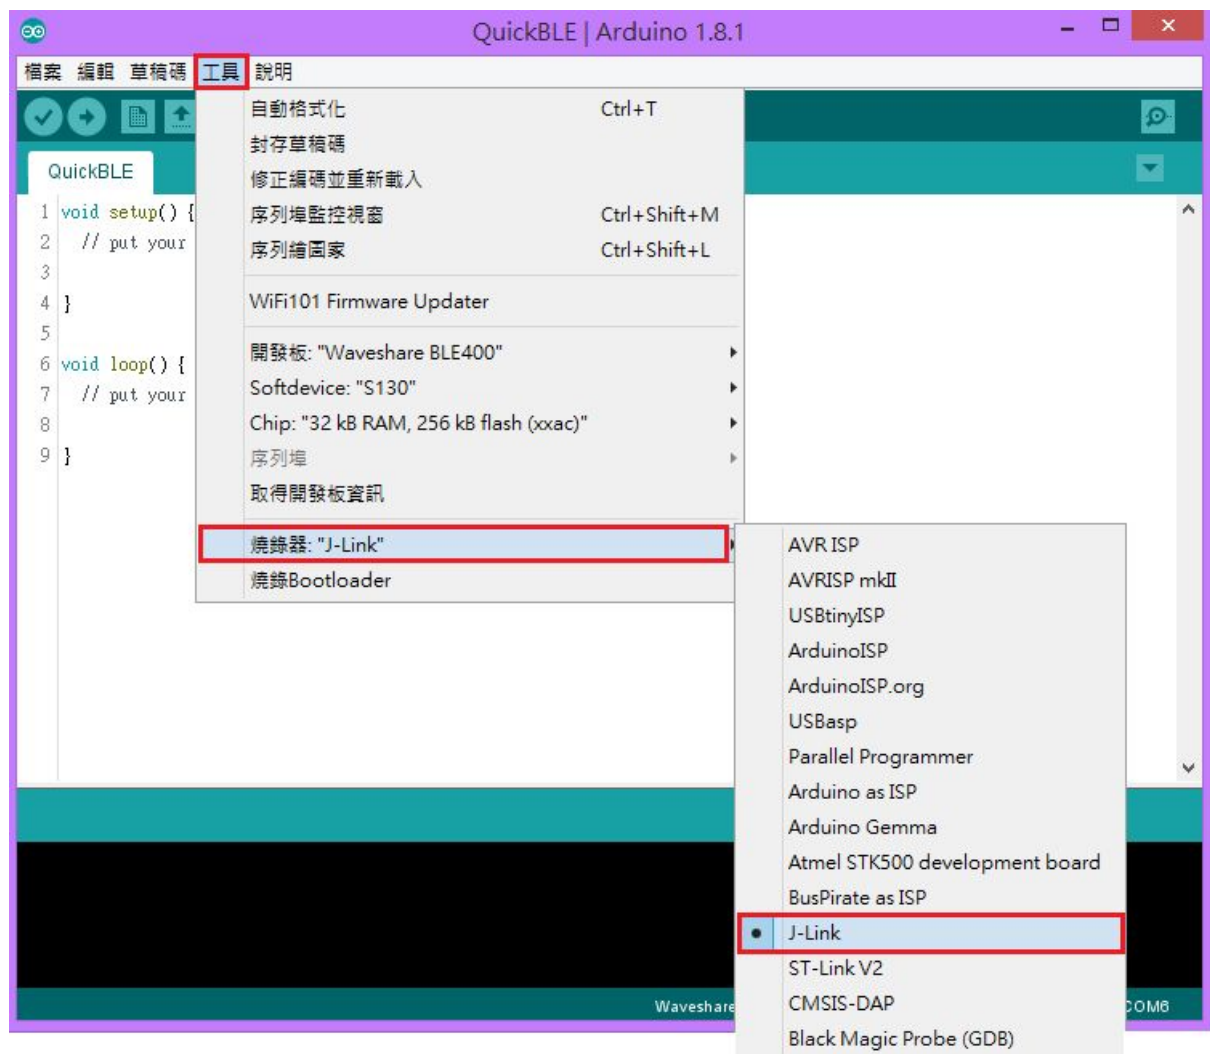 QuickBLE | Arduino 1.8.1
檔案 編輯 草稿碼 工具 說明
QuickBLE
1 void setup() {
2 // put your
3
4 }
5
6 void loop() {
7 // put your
8
9 }
自動格式化 Ctrl+T
封存草稿碼
修正編碼並重新載入
序列埠監控視窗 Ctrl+Shift+M
序列繪圖家 Ctrl+Shift+L
WiFi101 Firmware Updater
開發板: "Waveshare BLE400"
Softdevice: "S130"
Chip: "32 kB RAM, 256 kB flash (xxac)"
序列埠
取得開發板資訊
燒錄器: "J-Link"
燒錄Bootloader
AVR ISP
AVRISP mkII
USBtinyISP
ArduinoISP
ArduinoISP.org
USBasp
Parallel Programmer
Arduino as ISP
Arduino Gemma
Atmel STK500 development board
BusPirate as ISP
J-Link
ST-Link V2
CMSIS-DAP
Black Magic Probe (GDB)
Waveshare
COM6